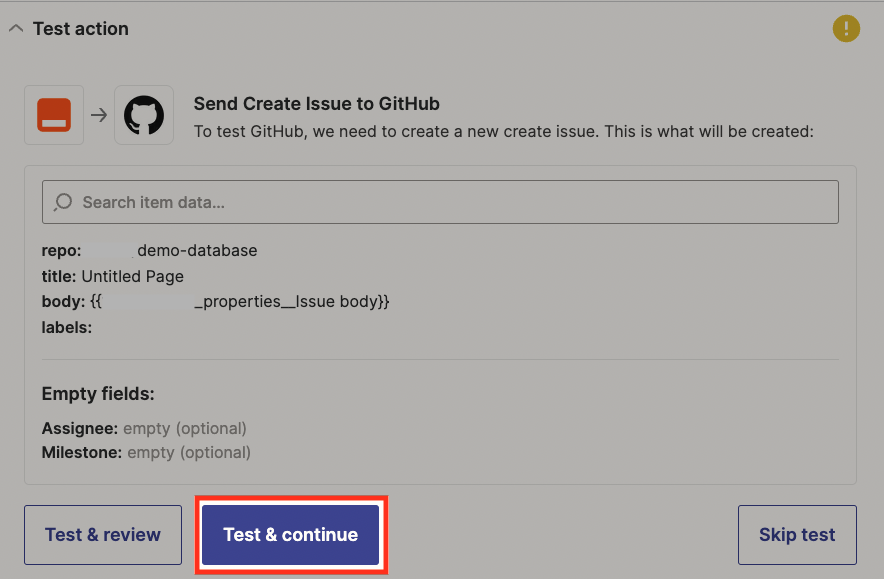 Test action
!
Send Create Issue to GitHub
To test GitHub, we need to create a new create issue. This is what will be created:
Search item data...
repo: demo-database
title: Untitled Page
body: {{ _properties__Issue body}}
labels:
Empty fields:
Assignee: empty (optional)
Milestone: empty (optional)
Test & review
Test & continue
Skip test